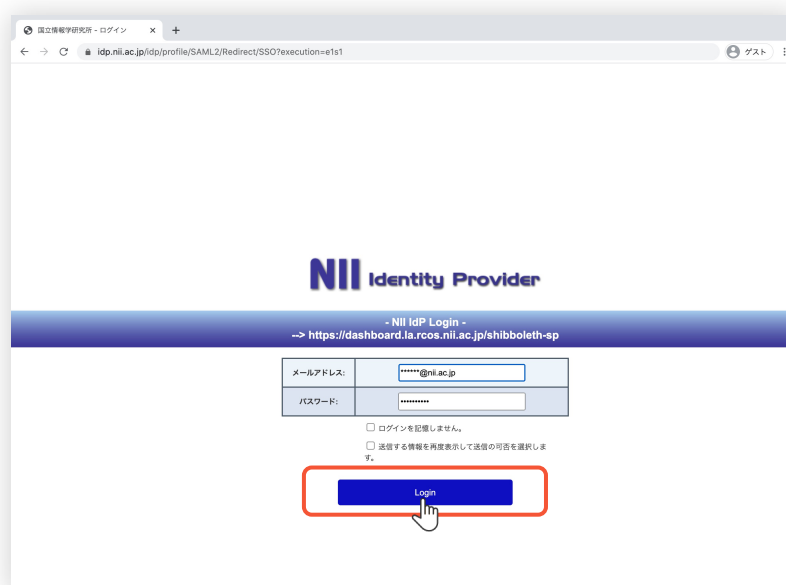 国立情報学研究所 - ログイン
idp.nii.ac.jp/idp/profile/SAML2/Redirect/SSO?execution=e1s1
ゲスト
NII Identity Provider
- NII IdP Login -
--> https://dashboard.la.rcos.nii.ac.jp/shibboleth-sp
メールアドレス:
******@nii.ac.jp
パスワード:
••••••••••
ログインを記憶しません。
送信する情報を再度表示して送信の可否を選択しま
す。
Login